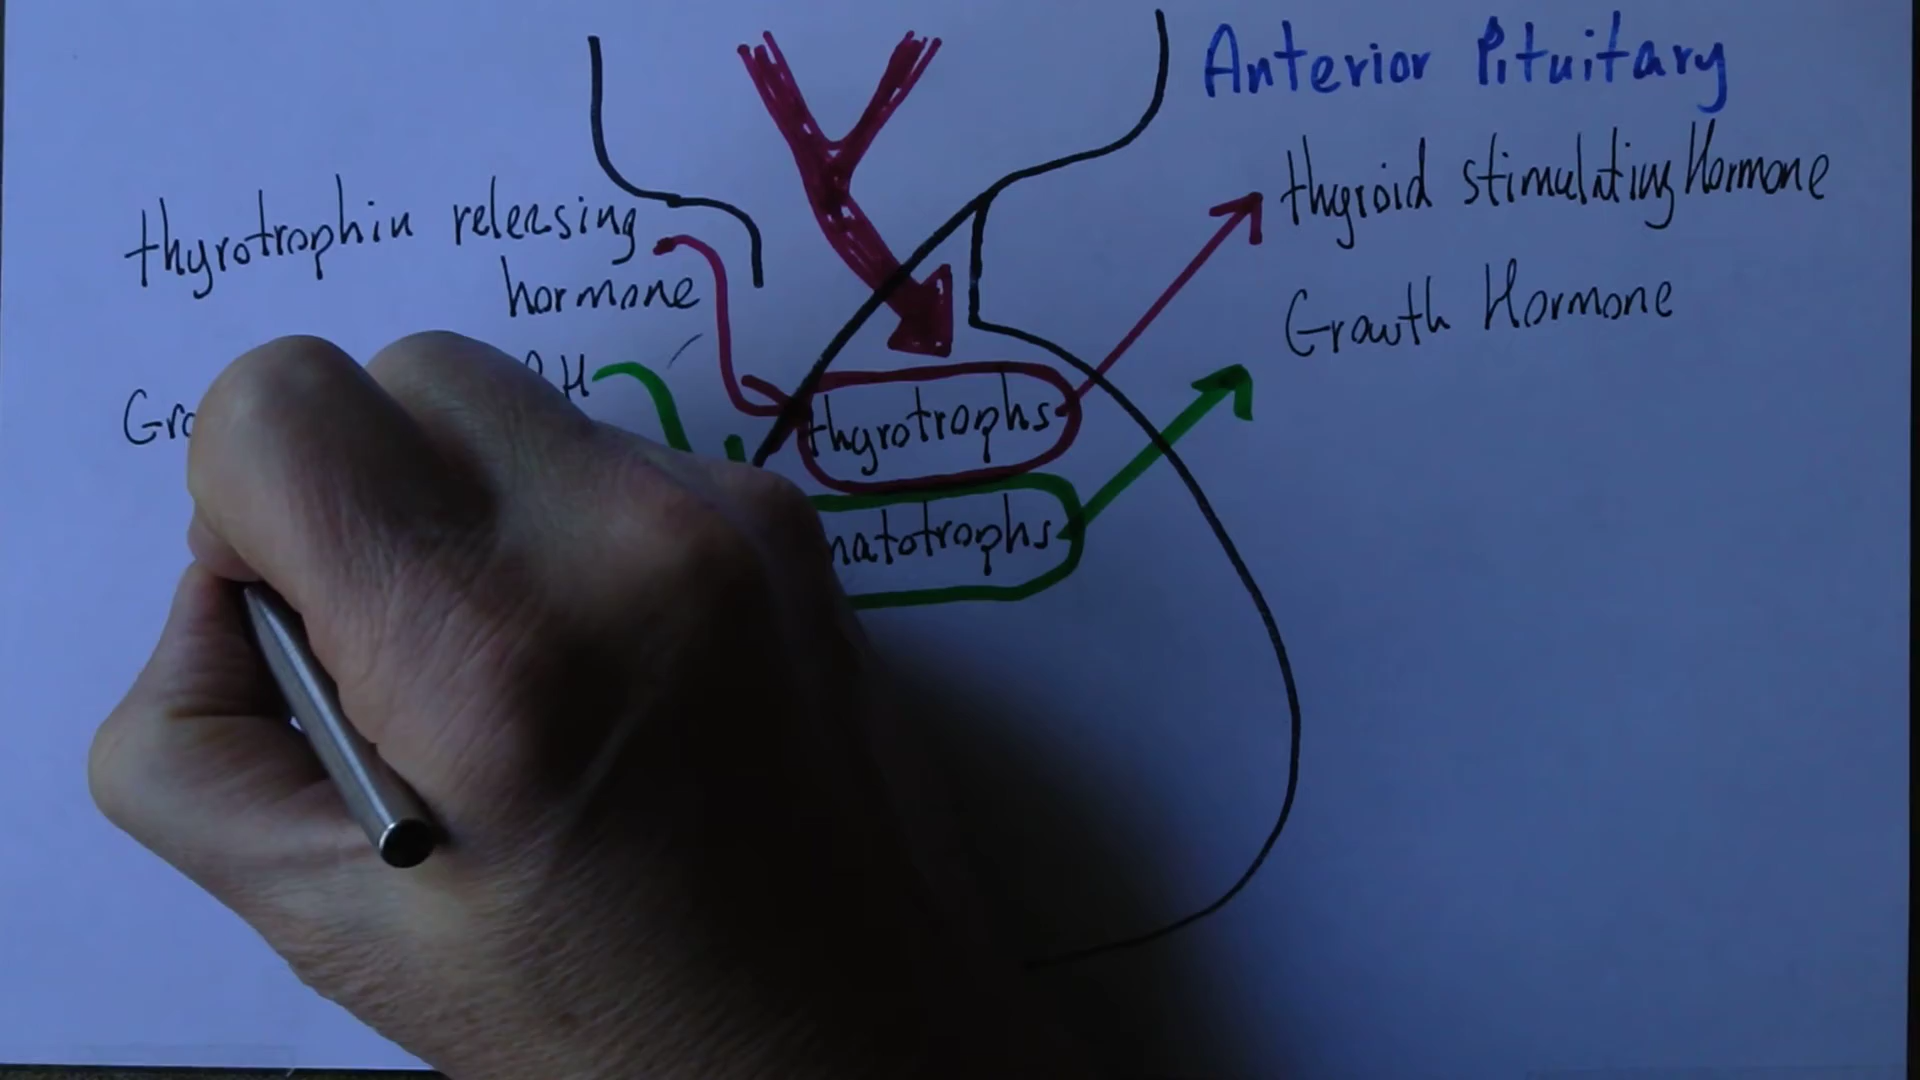 Anterior Pituitary
thyroid stimulating Hormone
Growth Hormone
thyrotrophin releasing
hormone
thyrotrophs